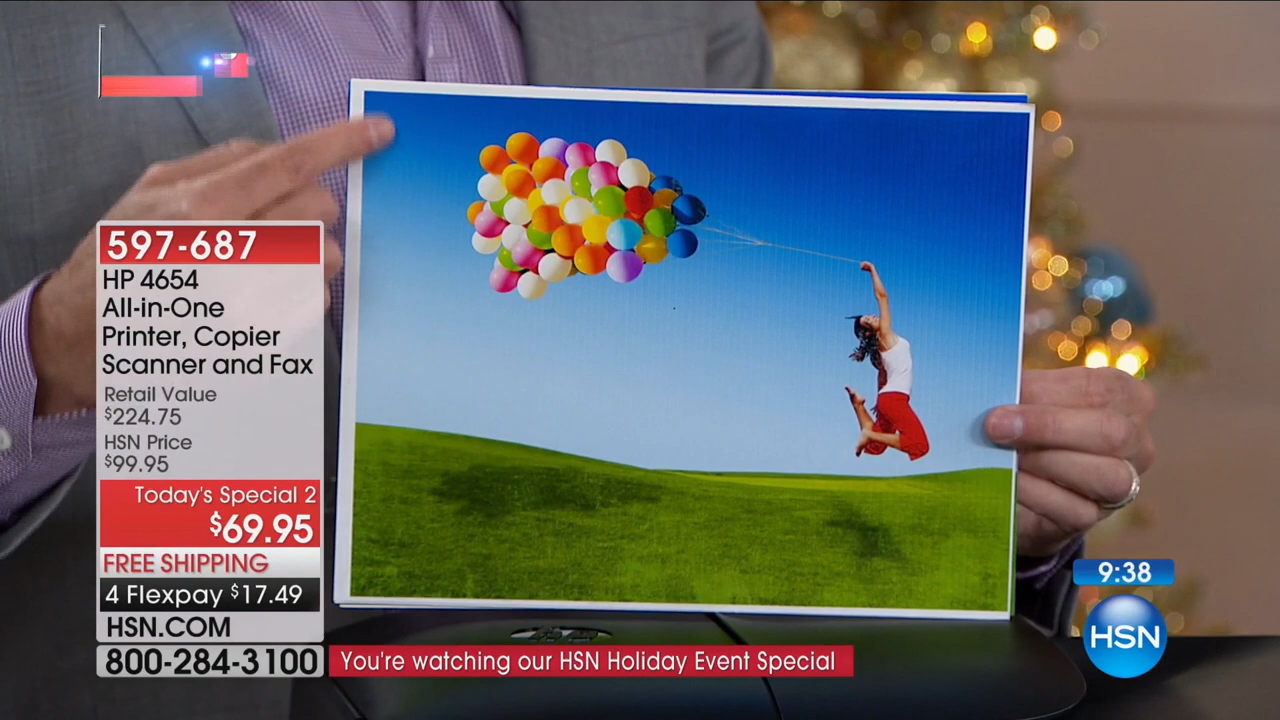 597-687
HP 4654
All-in-One
Printer, Copier
Scanner and Fax
Retail Value
$224.75
HSN Price
$99.95
Today's Special 2
$69.95
FREE SHIPPING
4 Flexpay $17.49
HSN.COM
800-284-3100
You're watching our HSN Holiday Event Special
9:38
HSN